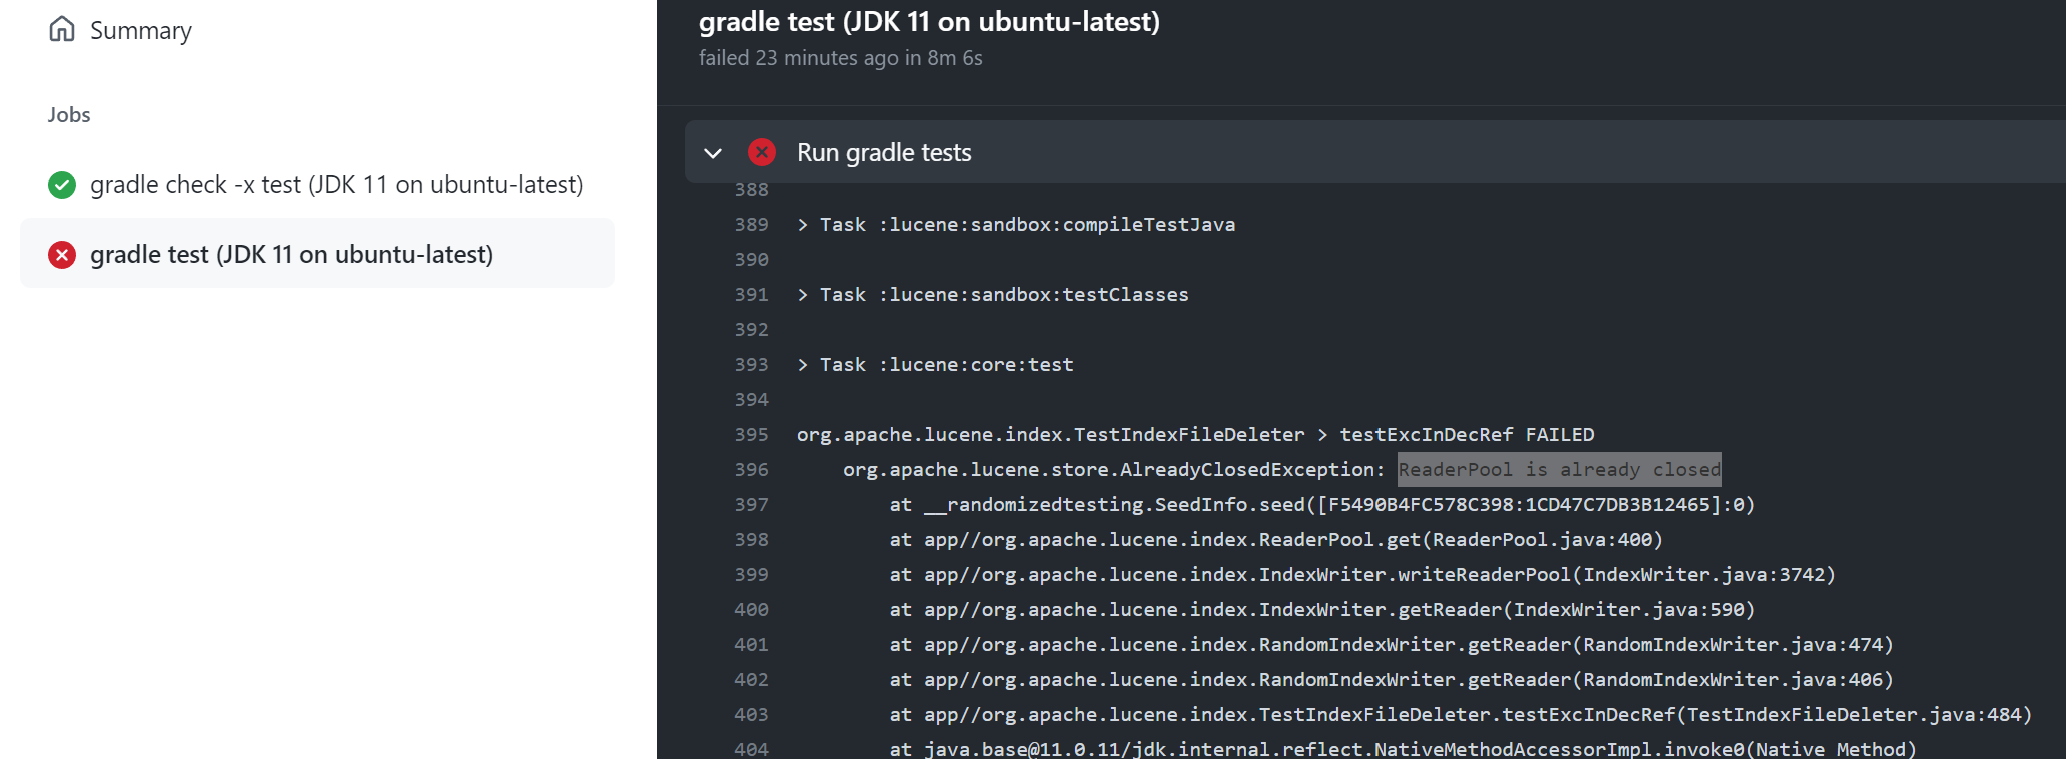 Summary
Jobs
gradle check -x test (JDK 11 on ubuntu-latest)
gradle test (JDK 11 on ubuntu-latest)
gradle test (JDK 11 on ubuntu-latest)
failed 23 minutes ago in 8m 6s
Run gradle tests
388
389 > Task :lucene:sandbox:compileTestJava
390
391 > Task :lucene:sandbox:testClasses
392
393 > Task :lucene:core:test
394
395 org.apache.lucene.index.TestIndexFileDeleter > testExcInDecRef FAILED
396 org.apache.lucene.store.AlreadyClosedException: ReaderPool is already closed
397 at __randomizedtesting.SeedInfo.seed([F5490B4FC578C398:1CD47C7DB3B12465]:0)
398 at app//org.apache.lucene.index.ReaderPool.get(ReaderPool.java:400)
399 at app//org.apache.lucene.index.IndexWriter.writeReaderPool(IndexWriter.java:3742)
400 at app//org.apache.lucene.index.IndexWriter.getReader(IndexWriter.java:590)
401 at app//org.apache.lucene.index.RandomIndexWriter.getReader(RandomIndexWriter.java:474)
402 at app//org.apache.lucene.index.RandomIndexWriter.getReader(RandomIndexWriter.java:406)
403 at app//org.apache.lucene.index.TestIndexFileDeleter.testExcInDecRef(TestIndexFileDeleter.java:484)
404 at java.base@11.0.11/jdk.internal.reflect.NativeMethodAccessorImpl.invoke0(Native Method)